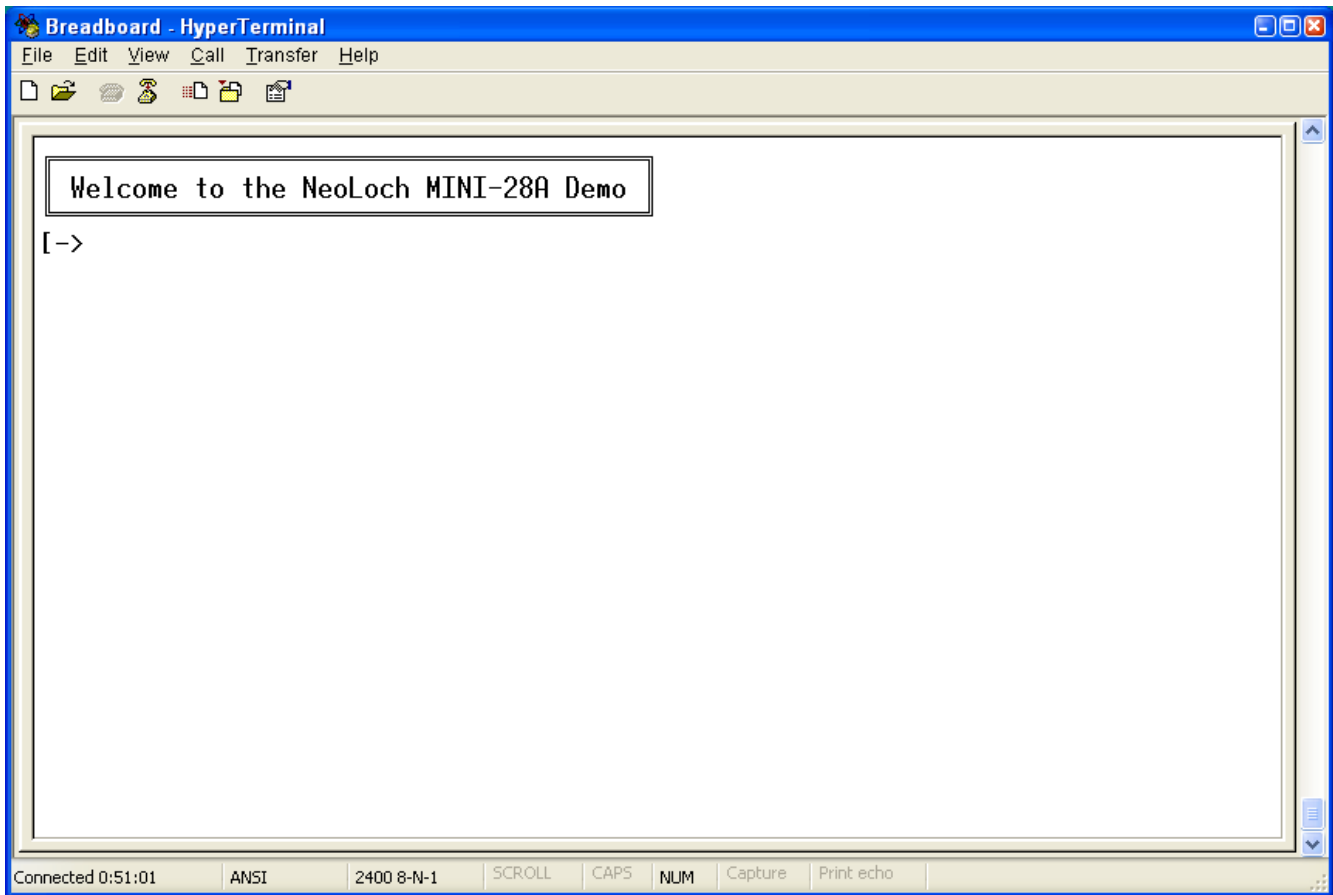 Breadboard - HyperTerminal
File Edit View Call Transfer Help
Welcome to the NeoLoch MINI-28A Demo
[->
Connected 0:51:01 ANSI 2400 8-N-1 SCROLL CAPS NUM Capture Print echo